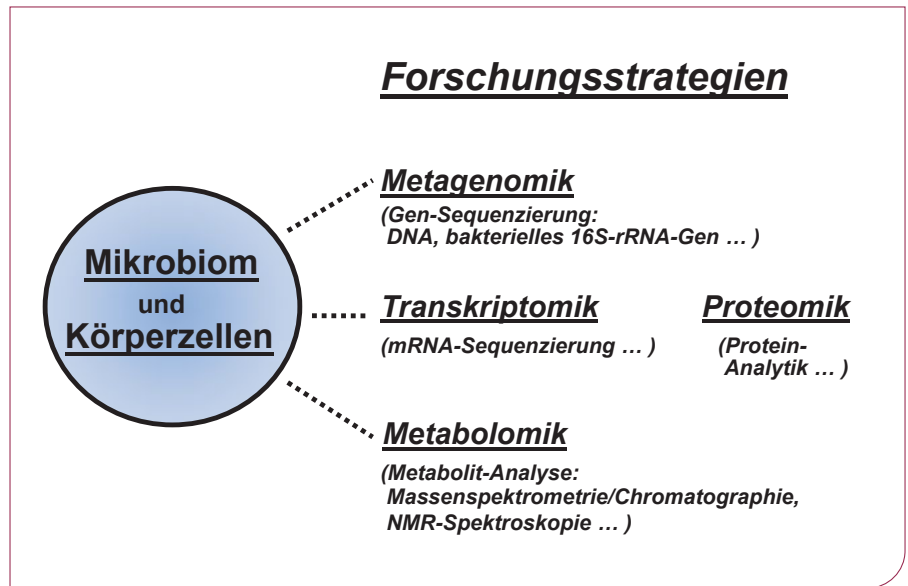 Forschungsstrategien
Mikrobiom
und
Körperzellen
Metagenomik
(Gen-Sequenzierung:
DNA, bakterielles 16S-rRNA-Gen … )
Transkriptomik
(mRNA-Sequenzierung … )
Proteomik
(Protein-
Analytik … )
Metabolomik
(Metabolit-Analyse:
Massenspektrometrie/Chromatographie,
NMR-Spektroskopie … )